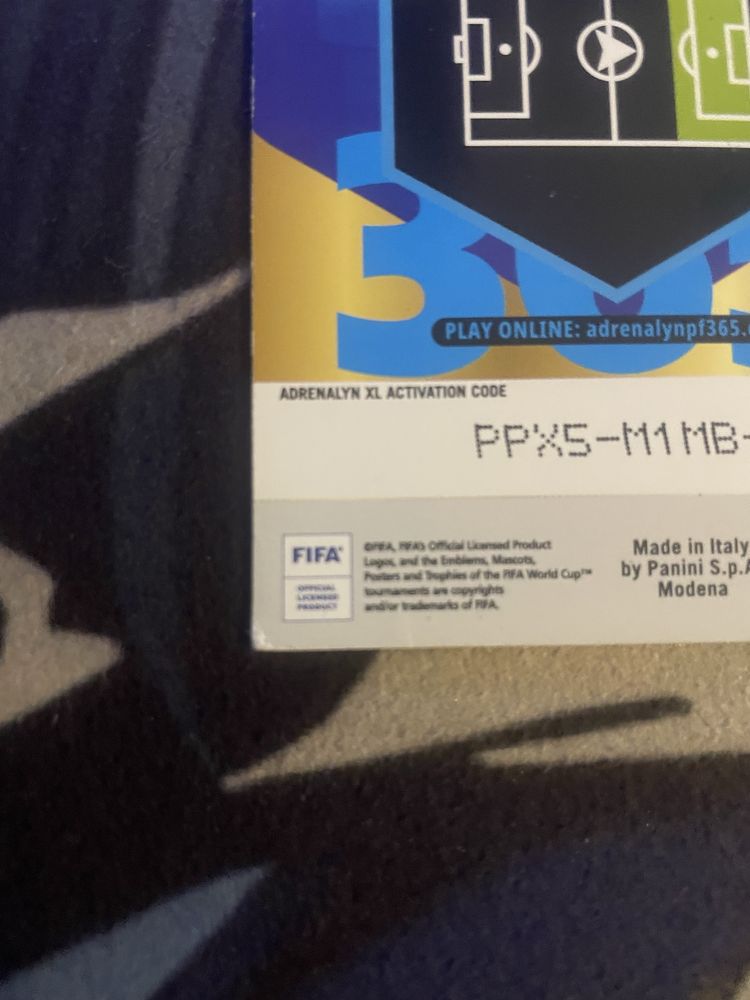 365
PLAY ONLINE: adrenalynpf365.
ADRENALYN XL ACTIVATION CODE
PPX5-M1MB-
FIFA®
OFFICIAL
LICENSED
PRODUCT
©FIFA, FIFA's Official Licensed Product
Logos, and the Emblems, Mascots,
Posters and Trophies of the FIFA World Cup™
tournaments are copyrights
and/or trademarks of FIFA.
Made in Italy
by Panini S.p.A
Modena